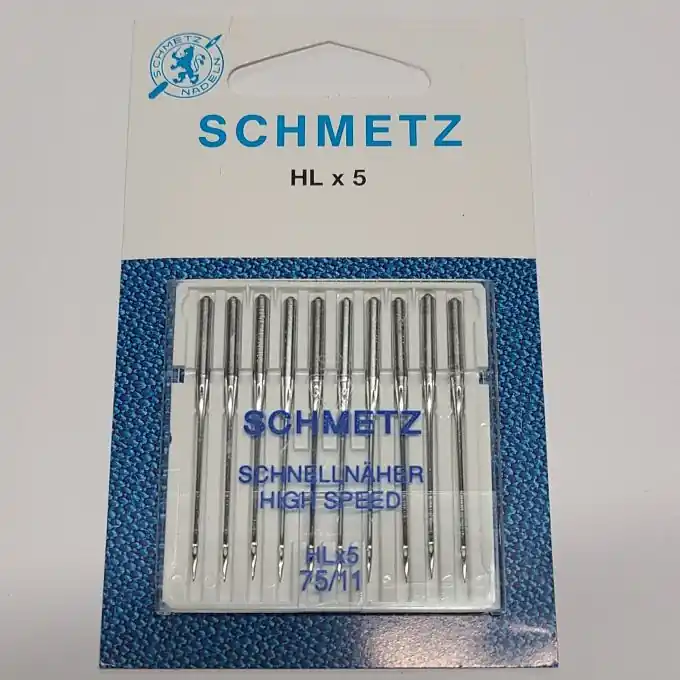 SCHMETZ
NADELN
SCHMETZ
HL x 5
SCHMETZ
SCHNELLNÄHER
HIGH SPEED
HLx5
75/11